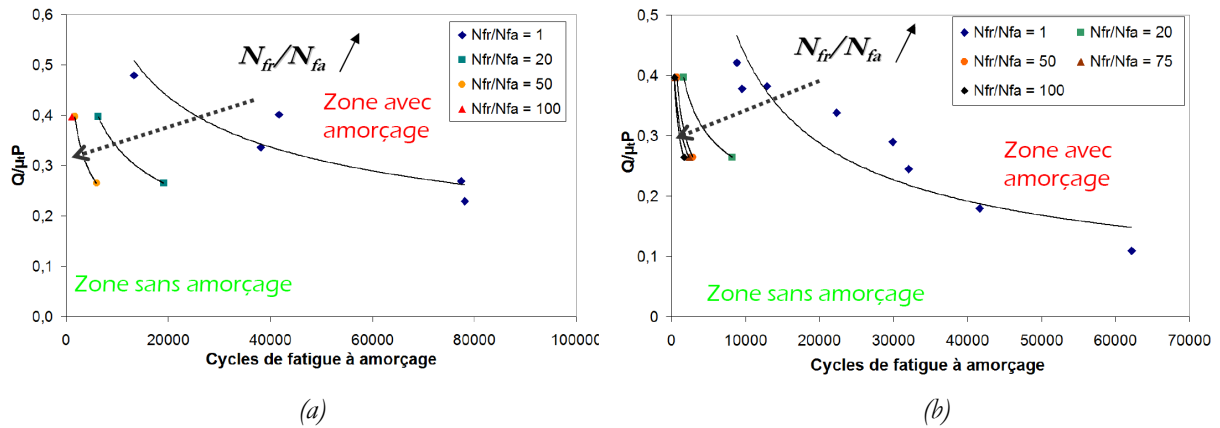 0,6
0,5
0,4
0,3
0,2
0,1
0,0
Q/μₜP
0
20000
40000
60000
80000
100000
Cycles de fatigue à amorçage
Nfr/Nfa
Zone avec
amorçage
Zone sans amorçage
Nfr/Nfa = 1
Nfr/Nfa = 20
Nfr/Nfa = 50
Nfr/Nfa = 100
(a)
0,5
0,4
0,3
0,2
0,1
0
Q/μₜP
0
10000
20000
30000
40000
50000
60000
70000
Cycles de fatigue à amorçage
Nfr/Nfa
Zone avec
amorçage
Zone sans amorçage
Nfr/Nfa = 1 Nfr/Nfa = 20
Nfr/Nfa = 50 Nfr/Nfa = 75
Nfr/Nfa = 100
(b)